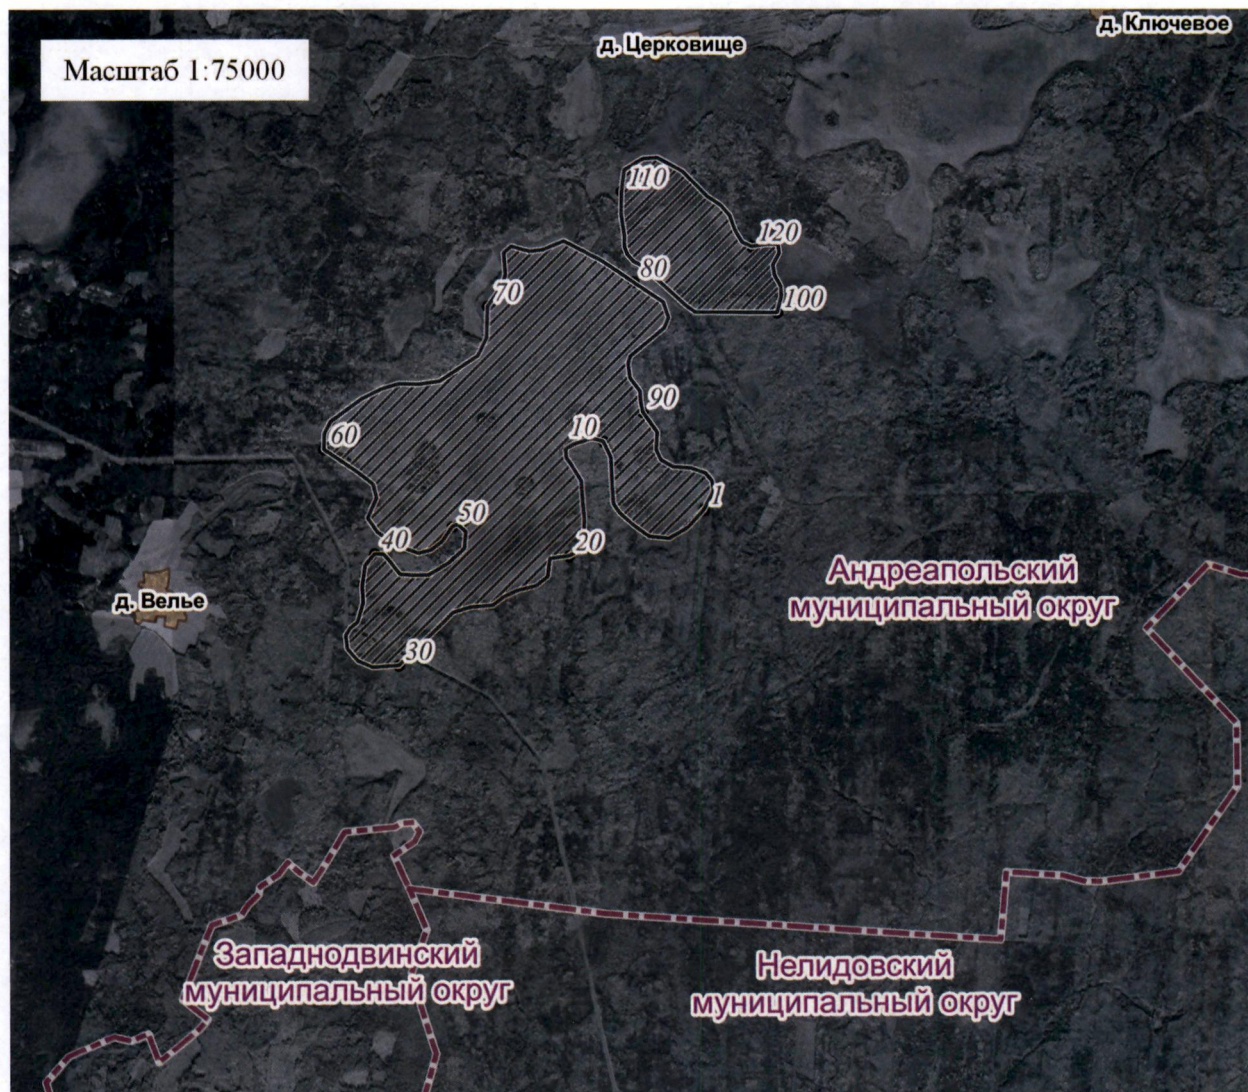 д. Ключевое
д. Церковище
Масштаб 1:75000
110
120
80
70
100
90
10
60
1
50
40
20
Андреапольский
муниципальный округ
д. Велье
30
Западнодвинский
муниципальный округ
Нелидовский
муниципальный округ